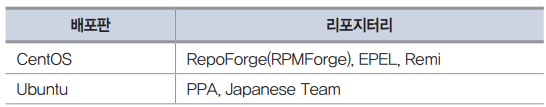 배포판 리포지터리
CentOS RepoForge(RPMForge), EPEL, Remi
Ubuntu PPA, Japanese Team